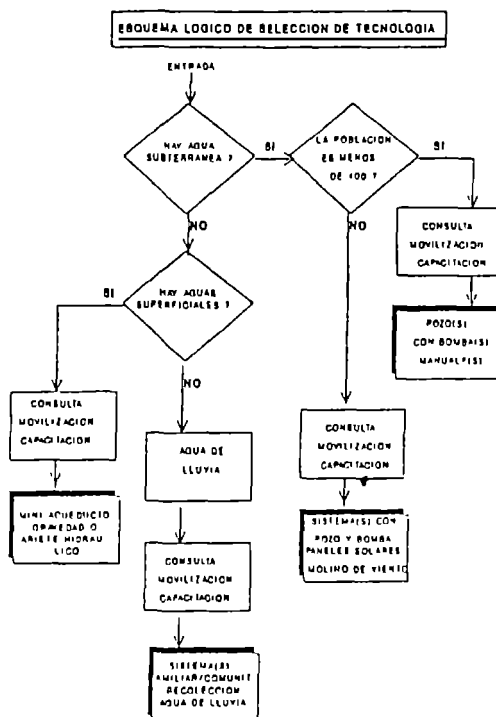 ESQUEMA LOGICO DE SELECCION DE TECNOLOGIA
ENTRADA
HAY AGUA
SUBTERRANEA ?
SI
LA POBLACION
ES MENOS
DE 400 ?
SI
NO
NO
CONSULTA
MOVILIZACION
CAPACITACION
POZO(S)
CON BOMBA(S)
MANUAL(S)
HAY AGUAS
SUPERFICIALES ?
SI
NO
CONSULTA
MOVILIZACION
CAPACITACION
MINI ACUEDUCTO
GRAVEDAD O
ARIETE HIDRAU
LICO
AGUA DE
LLUVIA
CONSULTA
MOVILIZACION
CAPACITACION
SISTEMA(S) CON
POZO Y BOMBA
PANELES SOLARES
MOLINO DE VIENTO
CONSULTA
MOVILIZACION
CAPACITACION
SISTEMA(S)
AMILIAR/COMUNIT
RECOLECCION
AGUA DE LLUVIA